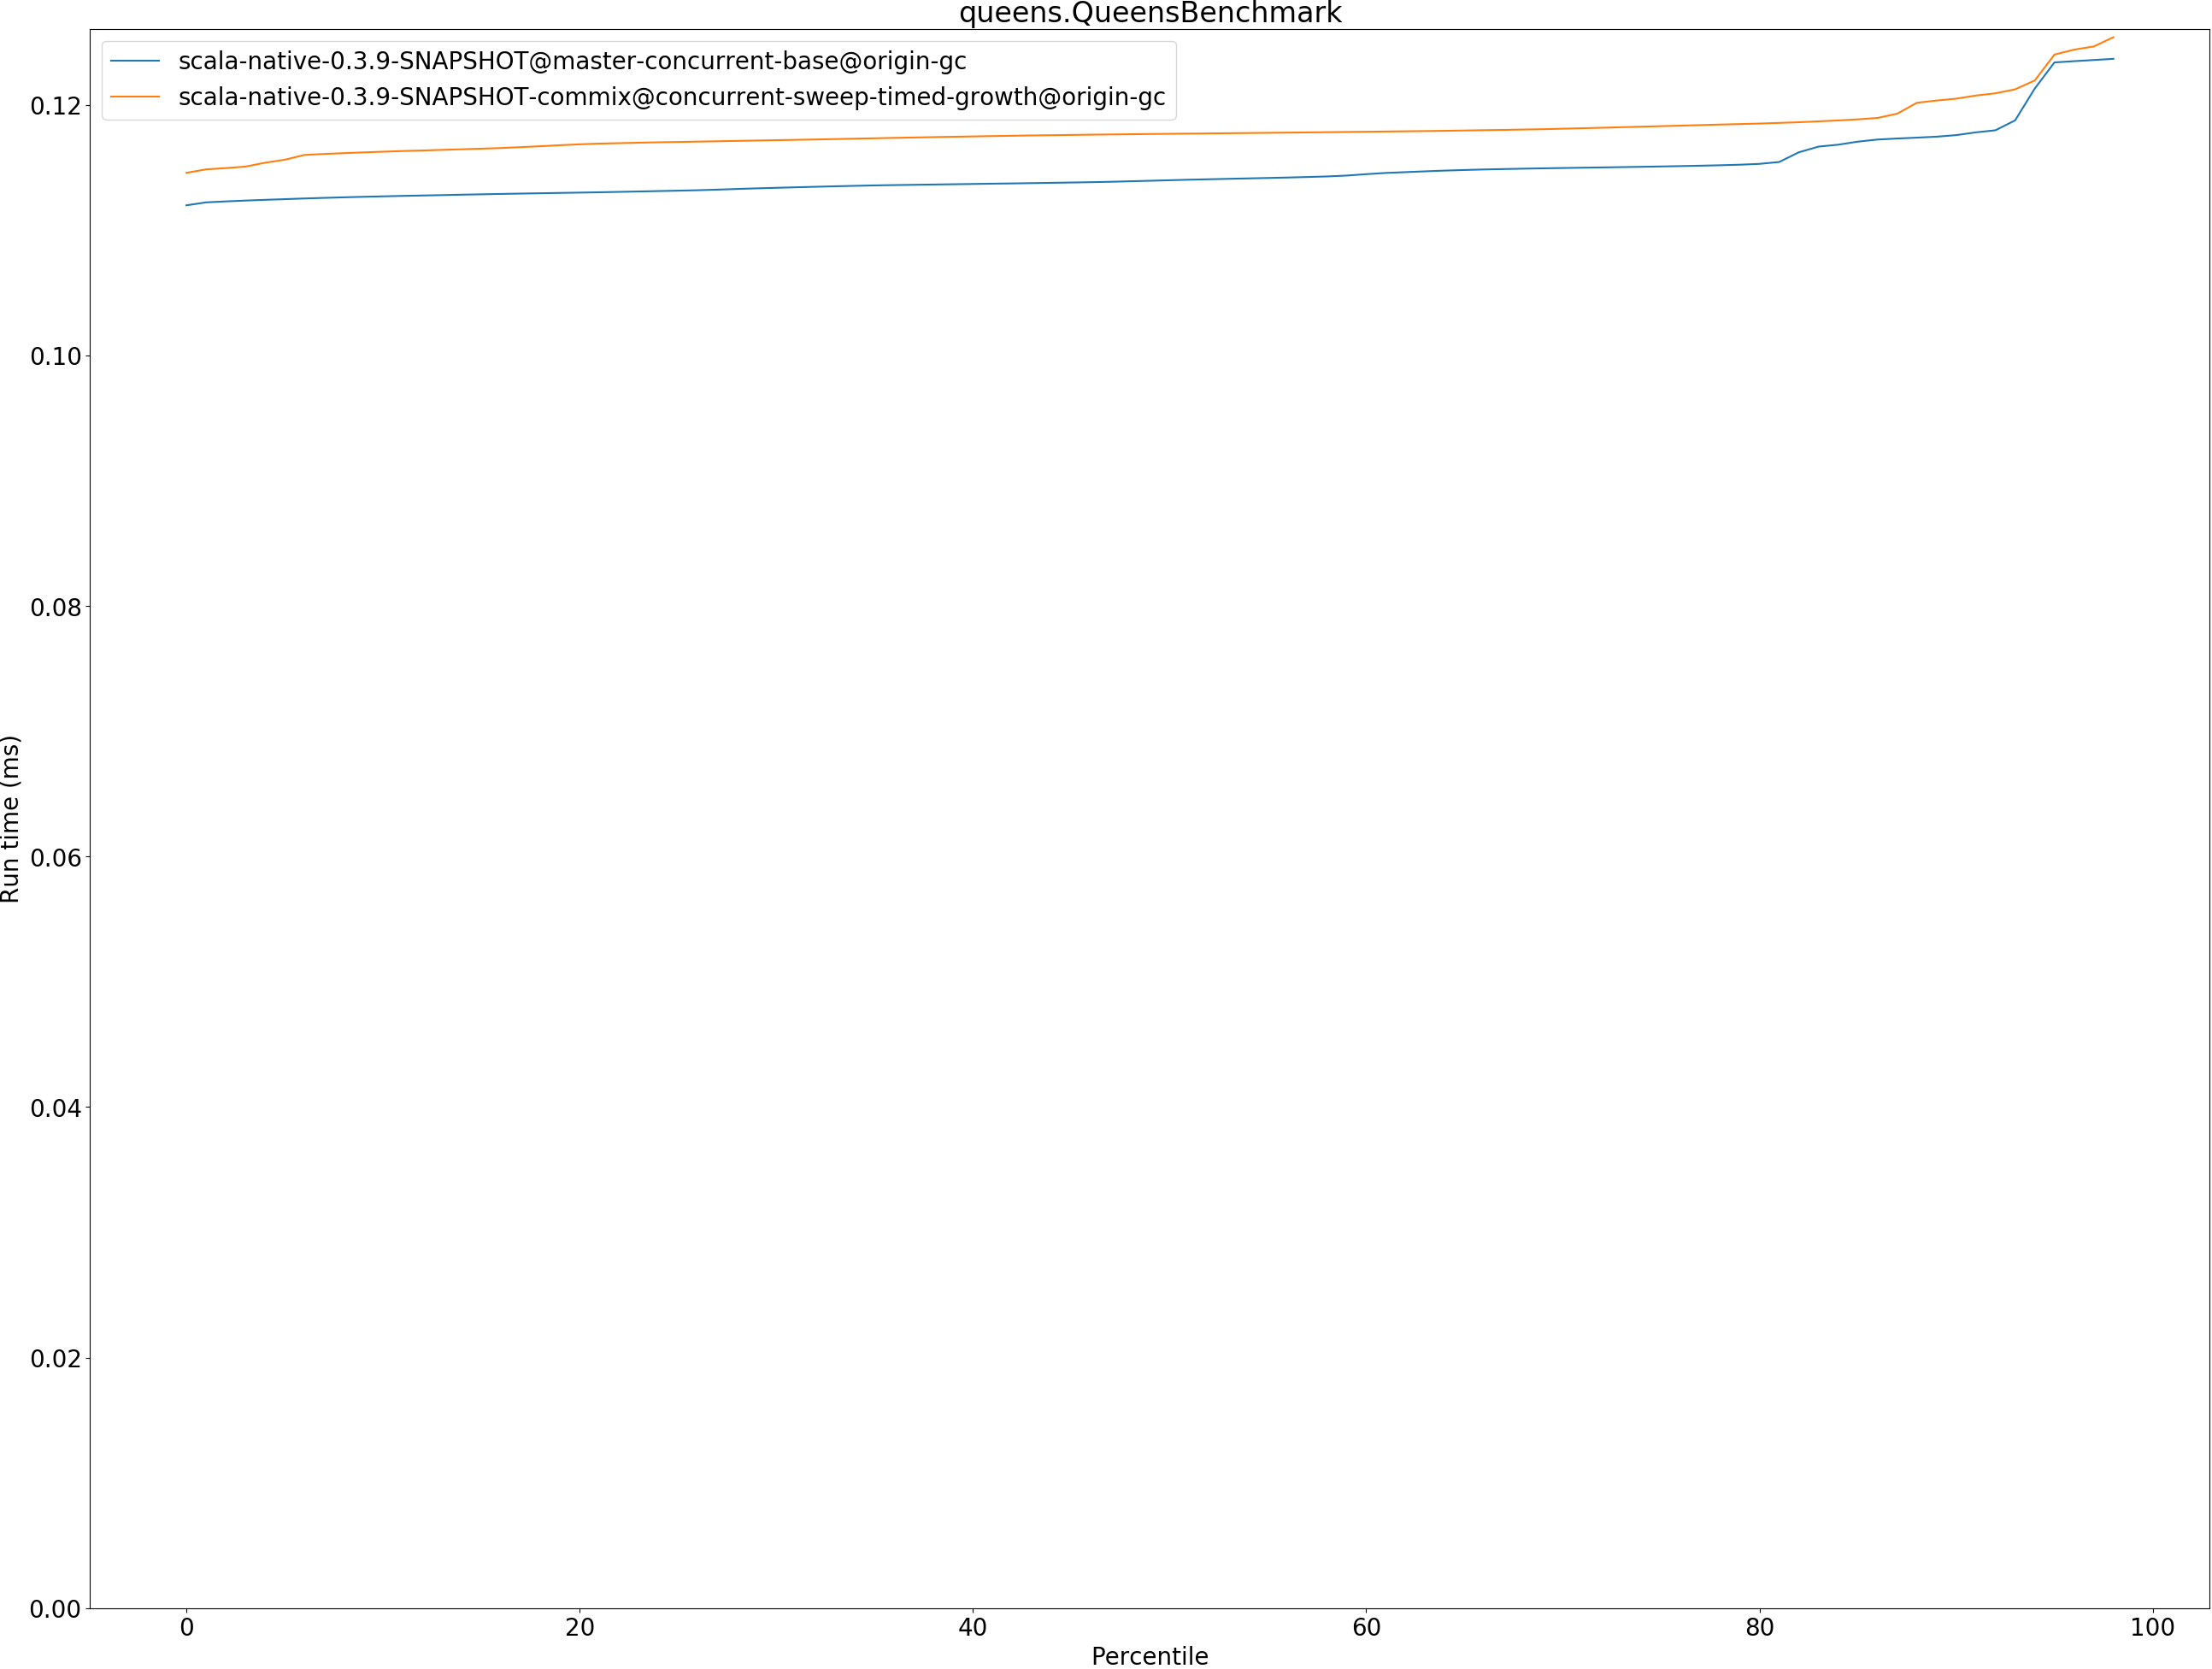 queens.QueensBenchmark
scala-native-0.3.9-SNAPSHOT@master-concurrent-base@origin-gc
scala-native-0.3.9-SNAPSHOT-commix@concurrent-sweep-timed-growth@origin-gc
0.12
0.10
0.08
0.06
0.04
0.02
0.00
Run time (ms)
0 20 40 60 80 100
Percentile